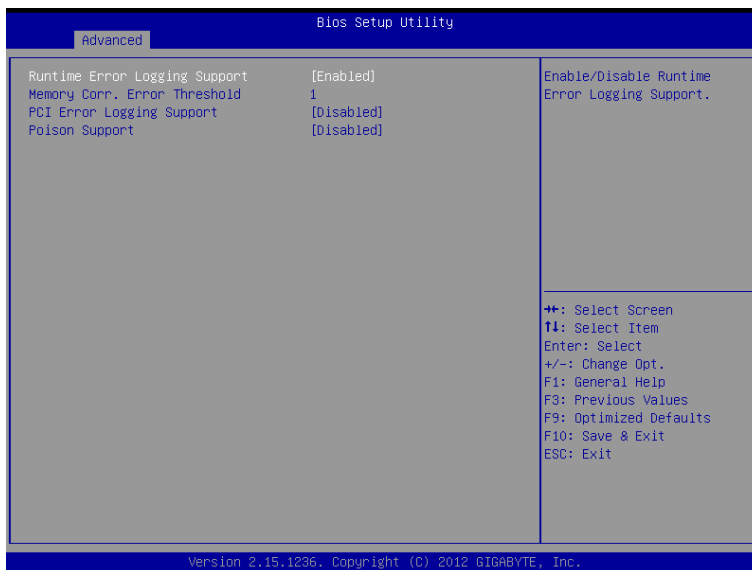 Bios Setup Utility
Advanced
Runtime Error Logging Support [Enabled]
Memory Corr. Error Threshold 1
PCI Error Logging Support [Disabled]
Poison Support [Disabled]
Enable/Disable Runtime
Error Logging Support.
→←: Select Screen
↑↓: Select Item
Enter: Select
+/-: Change Opt.
F1: General Help
F3: Previous Values
F9: Optimized Defaults
F10: Save & Exit
ESC: Exit
Version 2.15.1236. Copyright (C) 2012 GIGABYTE, Inc.